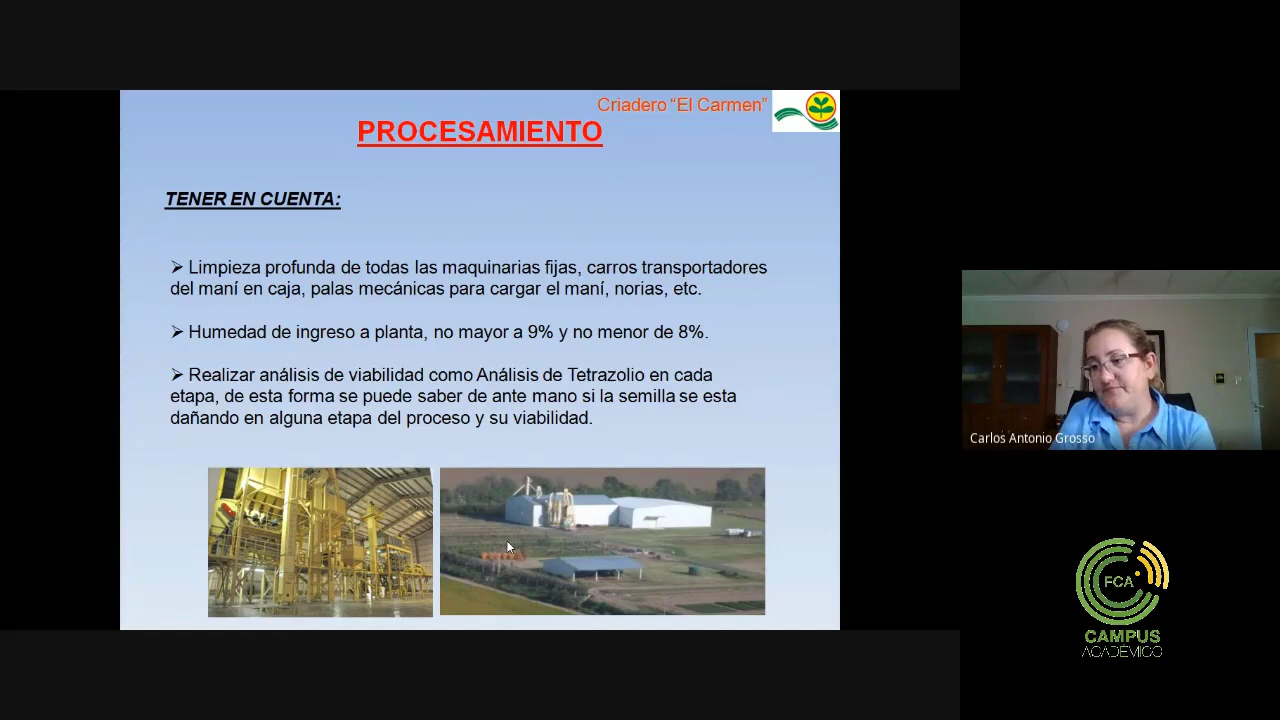 Criadero “El Carmen”
PROCESAMIENTO
TENER EN CUENTA:
➢ Limpieza profunda de todas las maquinarias fijas, carros transportadores
del maní en caja, palas mecánicas para cargar el maní, norias, etc.
➢ Humedad de ingreso a planta, no mayor a 9% y no menor de 8%.
➢ Realizar análisis de viabilidad como Análisis de Tetrazolio en cada
etapa, de esta forma se puede saber de ante mano si la semilla se esta
dañando en alguna etapa del proceso y su viabilidad.
Carlos Antonio Grosso
FCA
CAMPUS
ACADÉMICO